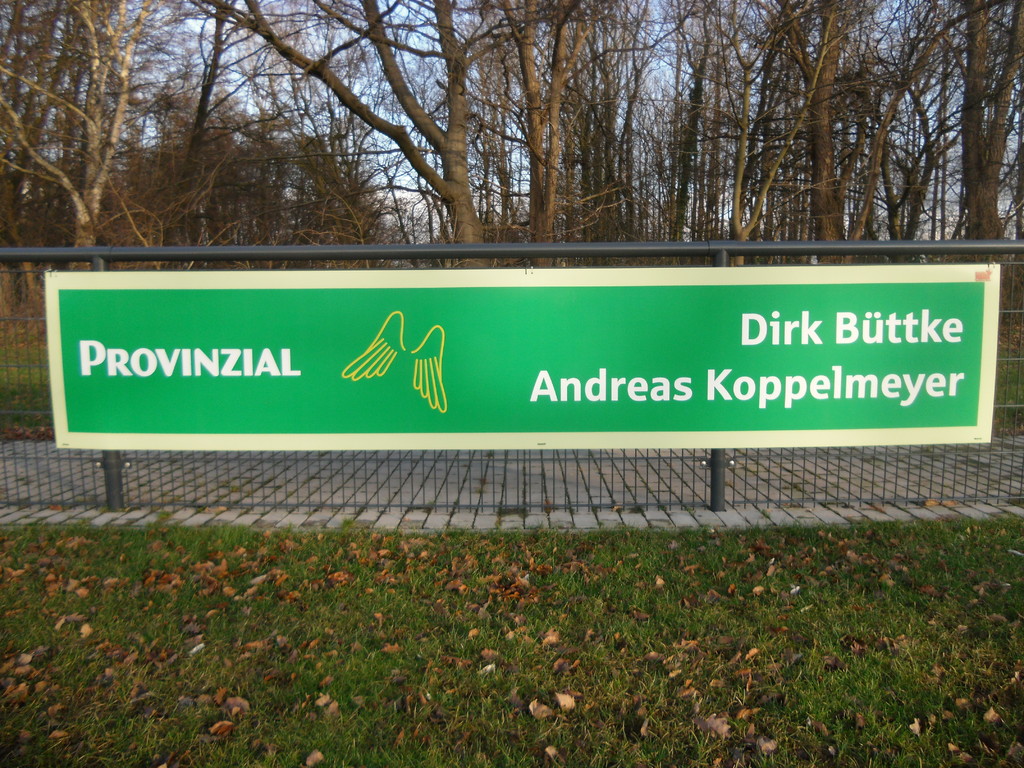 PROVINZIAL
Dirk Büttke
Andreas Koppelmeyer